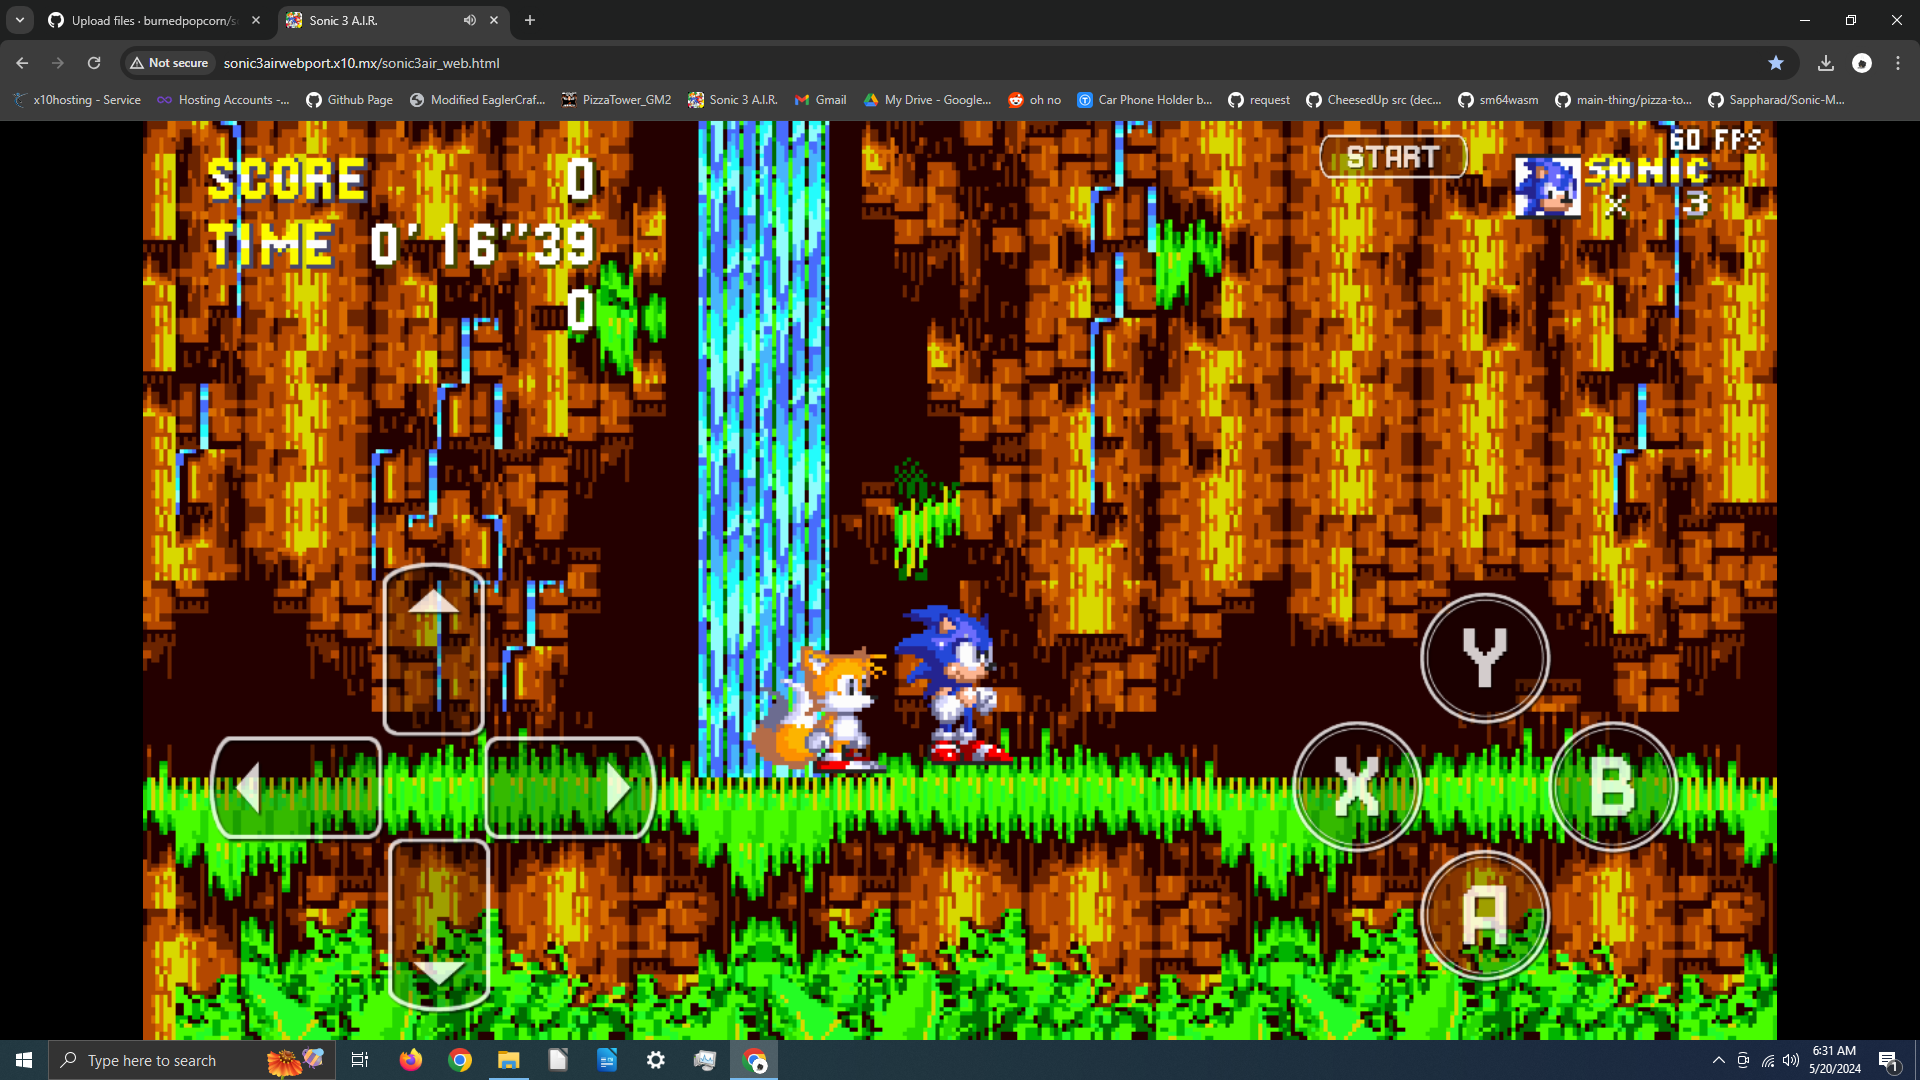 Upload files · burnedpopcorn/s
Sonic 3 A.I.R.
Not secure
sonic3airwebport.x10.mx/sonic3air_web.html
x10hosting - Service
Hosting Accounts -...
Github Page
Modified EaglerCraf...
PizzaTower_GM2
Sonic 3 A.I.R.
Gmail
My Drive - Google...
oh no
Car Phone Holder b...
request
CheesedUp src (dec...
sm64wasm
main-thing/pizza-to...
Sappharad/Sonic-M...
60 FPS
SCORE 0
START
SONIC
X 3
TIME 0'16"39
0
Y
X
B
A
Type here to search
6:31 AM
5/20/2024
1